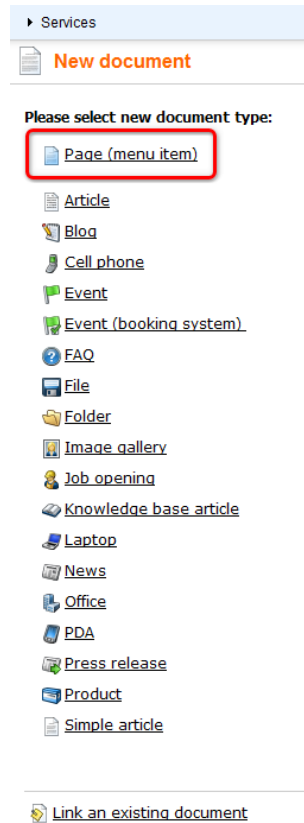 Services
New document
Please select new document type:
Page (menu item)
Article
Blog
Cell phone
Event
Event (booking system)
FAQ
File
Folder
Image gallery
Job opening
Knowledge base article
Laptop
News
Office
PDA
Press release
Product
Simple article
Link an existing document